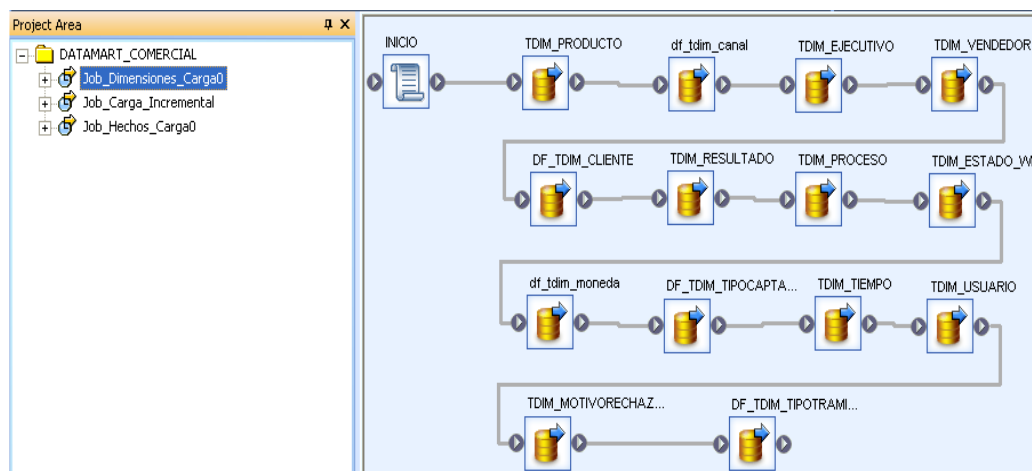 Project Area
DATAMART_COMERCIAL
Job_Dimensiones_Carga0
Job_Carga_Incremental
Job_Hechos_Carga0
INICIO
TDIM_PRODUCTO
df_tdim_canal
TDIM_EJECUTIVO
TDIM_VENDEDOR
DF_TDIM_CLIENTE
TDIM_RESULTADO
TDIM_PROCESO
TDIM_ESTADO_W
df_tdim_moneda
DF_TDIM_TIPOCAPTA...
TDIM_TIEMPO
TDIM_USUARIO
TDIM_MOTIVORECHAZ...
DF_TDIM_TIPOTRAMI...